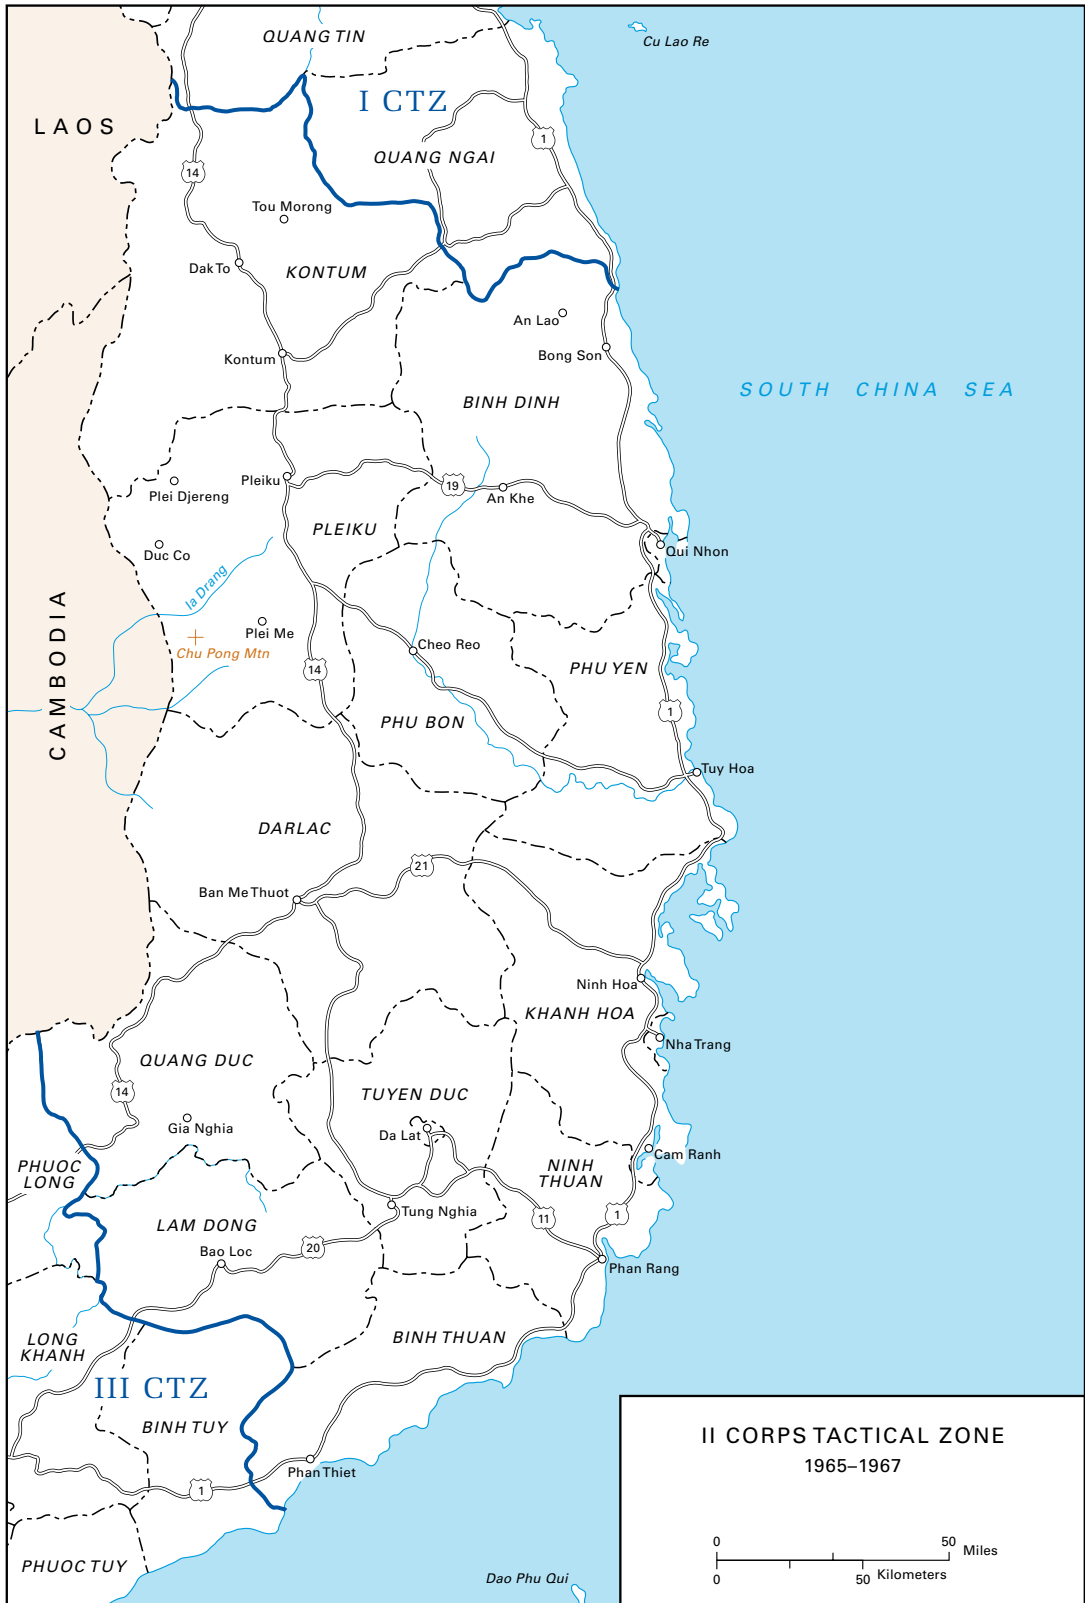 QUANG TIN
Cu Lao Re
I CTZ
LAOS
1
QUANG NGAI
14
Tou Morong
Dak To
KONTUM
An Lao
Bong Son
Kontum
SOUTH CHINA SEA
BINH DINH
Pleiku
Plei Djereng
19
An Khe
PLEIKU
Duc Co
Qui Nhon
Ia Drang
CAMBODIA
Plei Me
Chu Pong Mtn
Cheo Reo
14
PHU YEN
PHU BON
1
Tuy Hoa
DARLAC
21
Ban Me Thuot
Ninh Hoa
KHANH HOA
Nha Trang
QUANG DUC
14
TUYEN DUC
Gia Nghia
Da Lat
Cam Ranh
PHUOC
LONG
NINH
THUAN
Tung Nghia
LAM DONG
11
1
Bao Loc
20
Phan Rang
LONG
KHANH
BINH THUAN
III CTZ
BINH TUY
Phan Thiet
1
PHUOC TUY
Dao Phu Qui
II CORPS TACTICAL ZONE
1965–1967
0 50 Miles
0 50 Kilometers